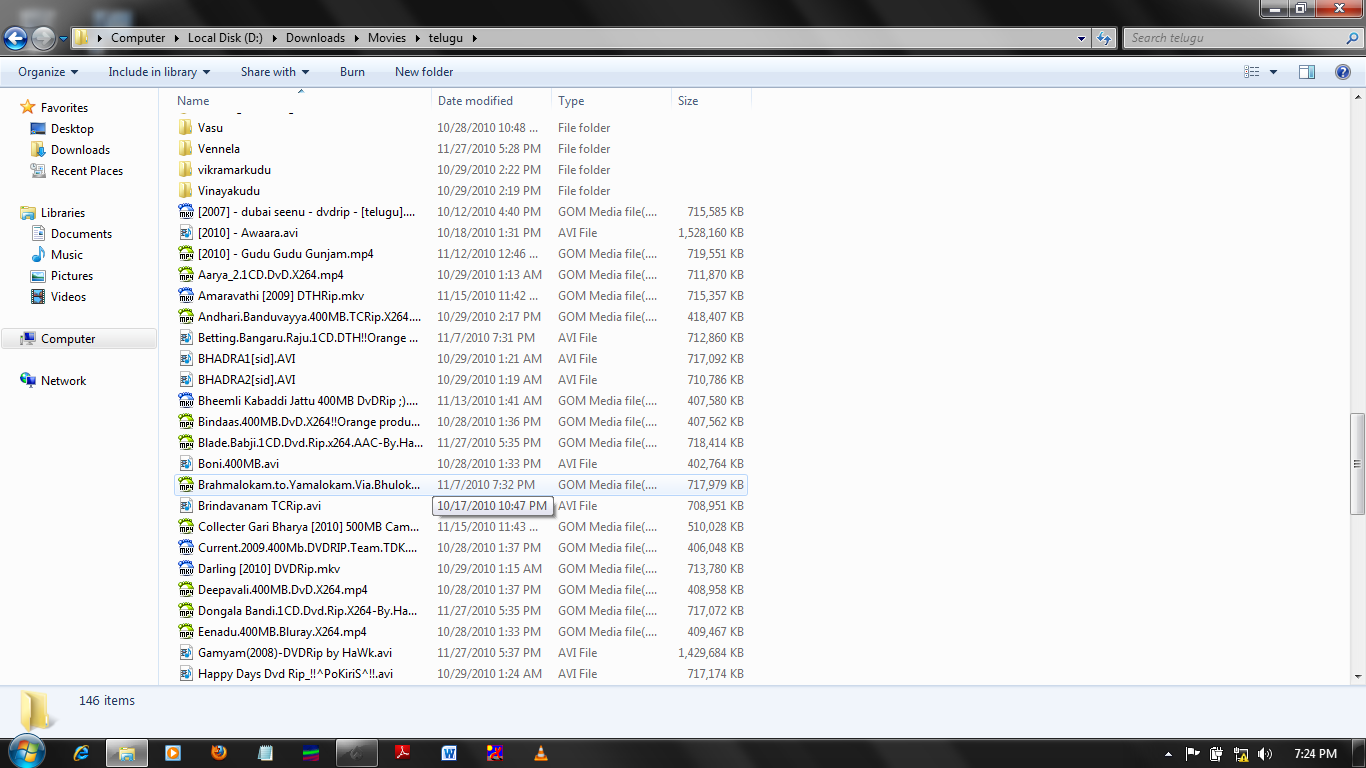 Computer Local Disk (D:) Downloads Movies telugu
Search telugu
Organize Include in library Share with Burn New folder
Name Date modified Type Size
Favorites
Desktop
Downloads
Recent Places
Libraries
Documents
Music
Pictures
Videos
Computer
Network
Vasu 10/28/2010 10:48 ... File folder
Vennela 11/27/2010 5:28 PM File folder
vikramarkudu 10/29/2010 2:22 PM File folder
Vinayakudu 10/29/2010 2:19 PM File folder
[2007] - dubai seenu - dvdrip - [telugu].... 10/12/2010 4:40 PM GOM Media file(.... 715,585 KB
[2010] - Awaara.avi 10/18/2010 1:31 PM AVI File 1,528,160 KB
[2010] - Gudu Gudu Gunjam.mp4 11/12/2010 12:46 ... GOM Media file(.... 719,551 KB
Aarya_2.1CD.DvD.X264.mp4 10/29/2010 1:13 AM GOM Media file(.... 711,870 KB
Amaravathi [2009] DTHRip.mkv 11/15/2010 11:42 ... GOM Media file(.... 715,357 KB
Andhari.Banduvayya.400MB.TCRip.X264.... 10/29/2010 2:17 PM GOM Media file(.... 418,407 KB
Betting.Bangaru.Raju.1CD.DTH!!Orange ... 11/7/2010 7:31 PM AVI File 712,860 KB
BHADRA1[sid].AVI 10/29/2010 1:21 AM AVI File 717,092 KB
BHADRA2[sid].AVI 10/29/2010 1:19 AM AVI File 710,786 KB
Bheemli Kabaddi Jattu 400MB DvDRip ;).... 11/13/2010 1:41 AM GOM Media file(.... 407,580 KB
Bindaas.400MB.DvD.X264!!Orange produ... 10/28/2010 1:36 PM GOM Media file(.... 407,562 KB
Blade.Babji.1CD.Dvd.Rip.x264.AAC-By.Ha... 11/27/2010 5:35 PM GOM Media file(.... 718,414 KB
Boni.400MB.avi 10/28/2010 1:33 PM AVI File 402,764 KB
Brahmalokam.to.Yamalokam.Via.Bhulok... 11/7/2010 7:32 PM GOM Media file(.... 717,979 KB
Brindavanam TCRip.avi 10/17/2010 10:47 PM AVI File 708,951 KB
Collecter Gari Bharya [2010] 500MB Cam... 11/15/2010 11:43 ... GOM Media file(.... 510,028 KB
Current.2009.400Mb.DVDRIP.Team.TDK.... 10/28/2010 1:37 PM GOM Media file(.... 406,048 KB
Darling [2010] DVDRip.mkv 10/29/2010 1:15 AM GOM Media file(.... 713,780 KB
Deepavali.400MB.DvD.X264.mp4 10/28/2010 1:37 PM GOM Media file(.... 408,958 KB
Dongala Bandi.1CD.Dvd.Rip.X264-By.Ha... 11/27/2010 5:35 PM GOM Media file(.... 717,072 KB
Eenadu.400MB.Bluray.X264.mp4 10/28/2010 1:33 PM GOM Media file(.... 409,467 KB
Gamyam(2008)-DVDRip by HaWk.avi 11/27/2010 5:37 PM AVI File 1,429,684 KB
Happy Days Dvd Rip_!!^PoKiriS^!!.avi 10/29/2010 1:24 AM AVI File 717,174 KB
146 items
7:24 PM